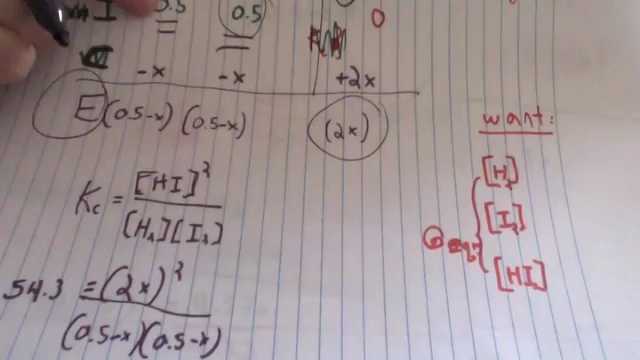 I 0.5 0.5 0
-x -x +2x
E (0.5-x) (0.5-x) (2x)
want:
[H₂]
Kc = [HI]²
[H₂][I₂]
[I₂]
@ eq
[HI]
54.3 = (2x)²
(0.5-x)(0.5-x)